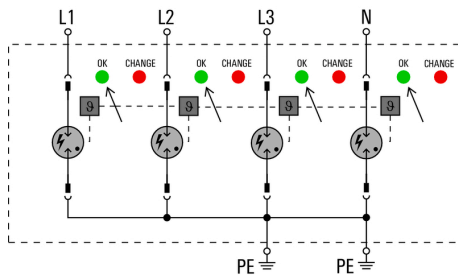 L1 L2 L3 N
OK CHANGE OK CHANGE OK CHANGE OK CHANGE
ϑ ϑ ϑ ϑ
PE PE